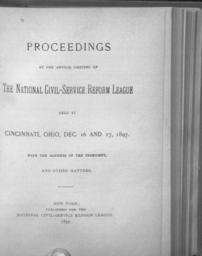 PROCEEDINGS
AT THE ANNUAL MEETING OF
THE NATIONAL CIVIL-SERVICE REFORM LEAGUE
HELD AT
CINCINNATI, OHIO, DEC. 16 AND 17, 1897.
WITH THE ADDRESS OF THE PRESIDENT,
AND OTHER MATTERS.
NEW YORK:
PUBLISHED FOR THE
NATIONAL CIVIL-SERVICE REFORM LEAGUE.
1897.